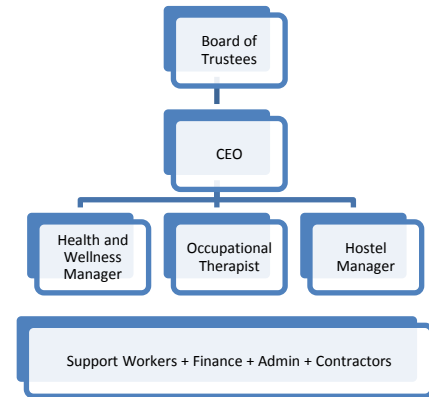 Board of
Trustees
CEO
Health and
Wellness
Manager
Occupational
Therapist
Hostel
Manager
Support Workers + Finance + Admin + Contractors